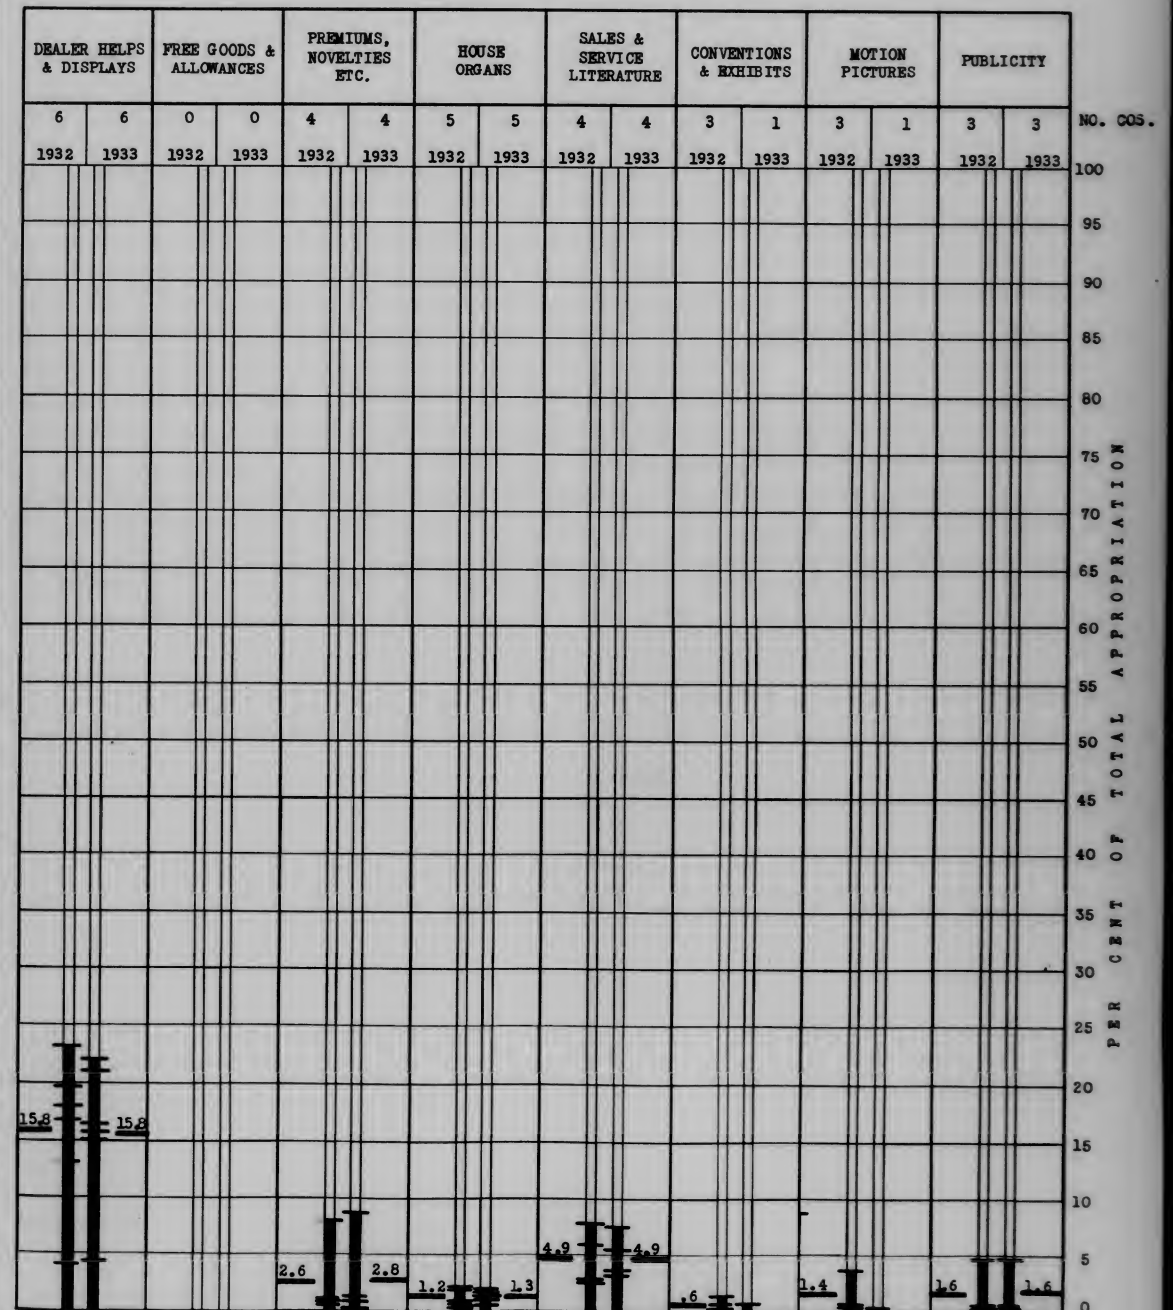 DEALER HELPS
& DISPLAYS
FREE GOODS &
ALLOWANCES
PREMIUMS,
NOVELTIES
ETC.
HOUSE
ORGANS
SALES &
SERVICE
LITERATURE
CONVENTIONS
& EXHIBITS
MOTION
PICTURES
PUBLICITY
6 6 0 0 4 4 5 5 4 4 3 1 3 1 3 3 NO. COS.
1932 1933 1932 1933 1932 1933 1932 1933 1932 1933 1932 1933 1932 1933 1932 1933
100
95
90
85
80
75
70
65
60
55
50
45
40
35
30
25
20
15
10
5
0
PER CENT OF TOTAL APPROPRIATION
15.8 15.8
2.6 2.8
1.2 1.3
4.9 4.9
.6
1.4
1.6 1.6